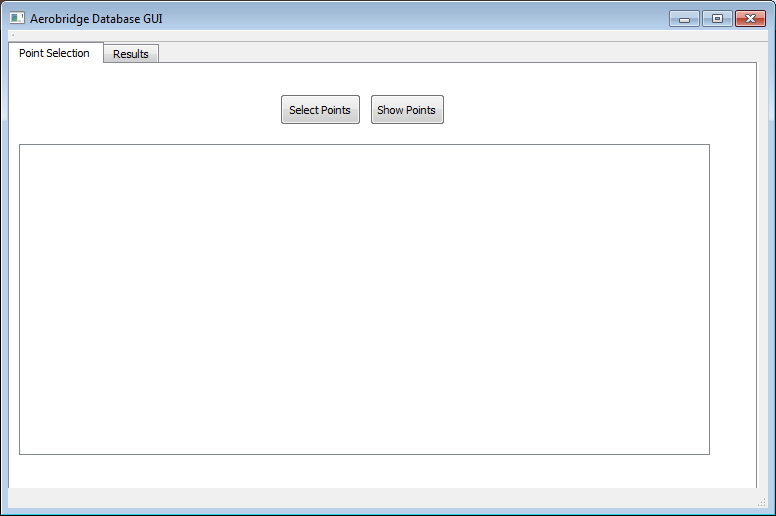 Aerobridge Database GUI
Point Selection Results
Select Points Show Points